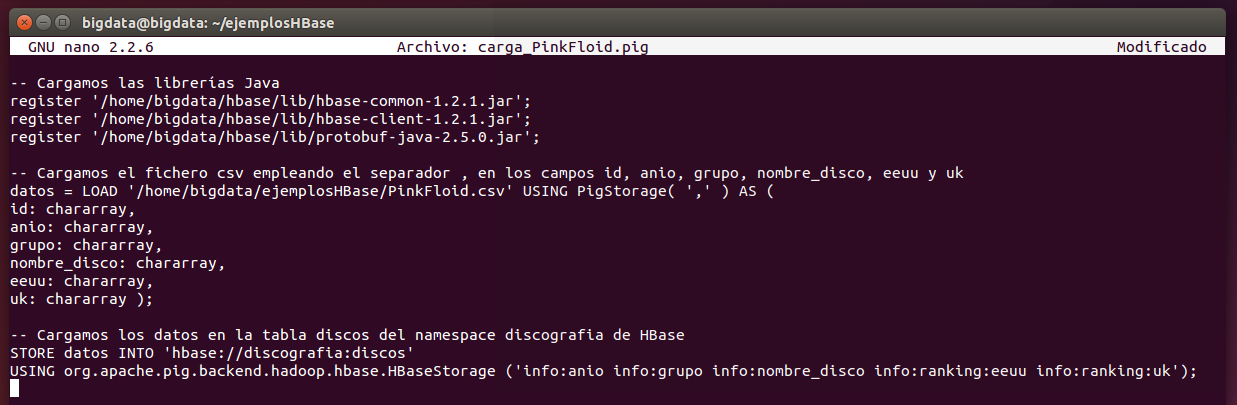 bigdata@bigdata: ~/ejemplosHBase
GNU nano 2.2.6 Archivo: carga_PinkFloid.pig Modificado
-- Cargamos las librerías Java
register '/home/bigdata/hbase/lib/hbase-common-1.2.1.jar';
register '/home/bigdata/hbase/lib/hbase-client-1.2.1.jar';
register '/home/bigdata/hbase/lib/protobuf-java-2.5.0.jar';
-- Cargamos el fichero csv empleando el separador , en los campos id, anio, grupo, nombre_disco, eeuu y uk
datos = LOAD '/home/bigdata/ejemplosHBase/PinkFloid.csv' USING PigStorage( ',' ) AS (
id: chararray,
anio: chararray,
grupo: chararray,
nombre_disco: chararray,
eeuu: chararray,
uk: chararray );
-- Cargamos los datos en la tabla discos del namespace discografia de HBase
STORE datos INTO 'hbase://discografia:discos'
USING org.apache.pig.backend.hadoop.hbase.HBaseStorage ('info:anio info:grupo info:nombre_disco info:ranking:eeuu info:ranking:uk');